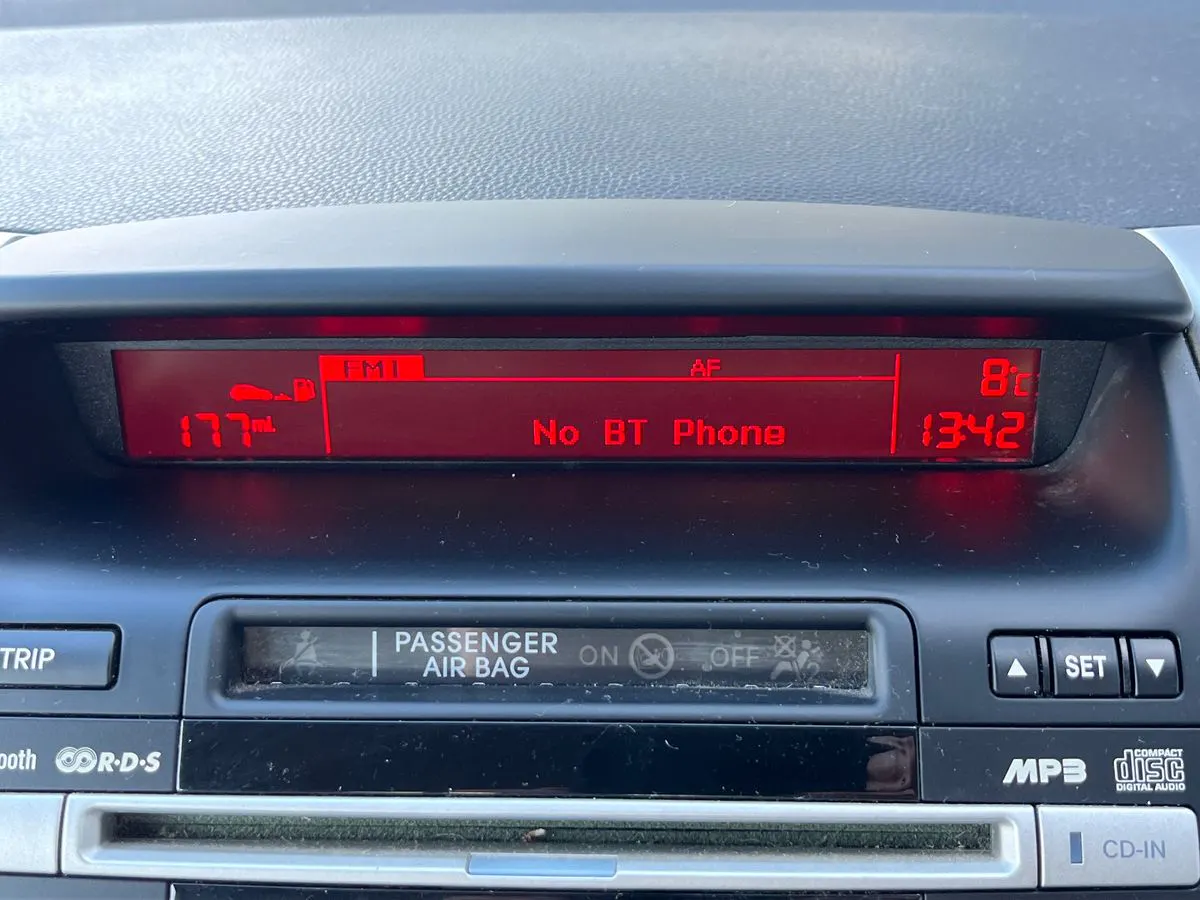 FM1 AF 8°C
177mi No BT Phone 13:42
PASSENGER
AIR BAG ON OFF
TRIP SET
ooth R·D·S MP3 COMPACT
disc
DIGITAL AUDIO
CD-IN